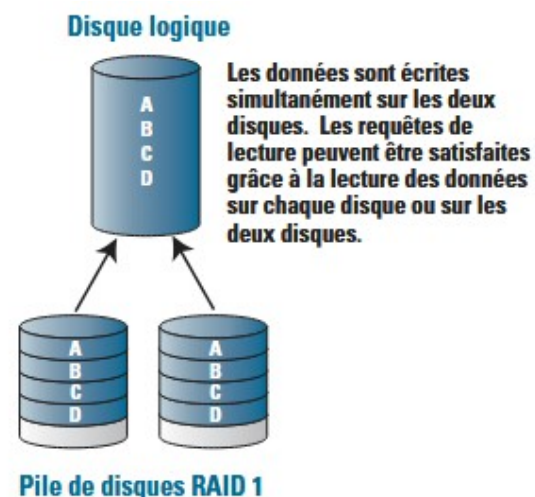 Disque logique
A
B
C
D
Les données sont écrites
simultanément sur les deux
disques. Les requêtes de
lecture peuvent être satisfaites
grâce à la lecture des données
sur chaque disque ou sur les
deux disques.
A
B
C
D
A
B
C
D
Pile de disques RAID 1